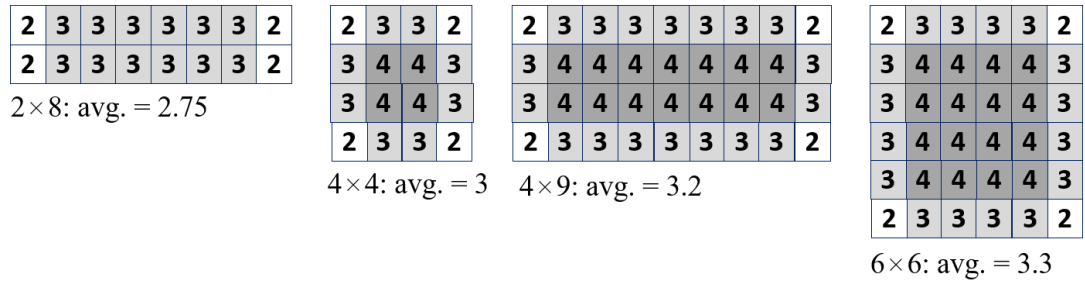 2 3 3 3 3 3 3 2
2 3 3 3 3 3 3 2
2×8: avg. = 2.75
2 3 3 2
3 4 4 3
3 4 4 3
2 3 3 2
4×4: avg. = 3
2 3 3 3 3 3 3 3 2
3 4 4 4 4 4 4 4 3
3 4 4 4 4 4 4 4 3
2 3 3 3 3 3 3 3 2
4×9: avg. = 3.2
2 3 3 3 3 2
3 4 4 4 4 3
3 4 4 4 4 3
3 4 4 4 4 3
3 4 4 4 4 3
2 3 3 3 3 2
6×6: avg. = 3.3